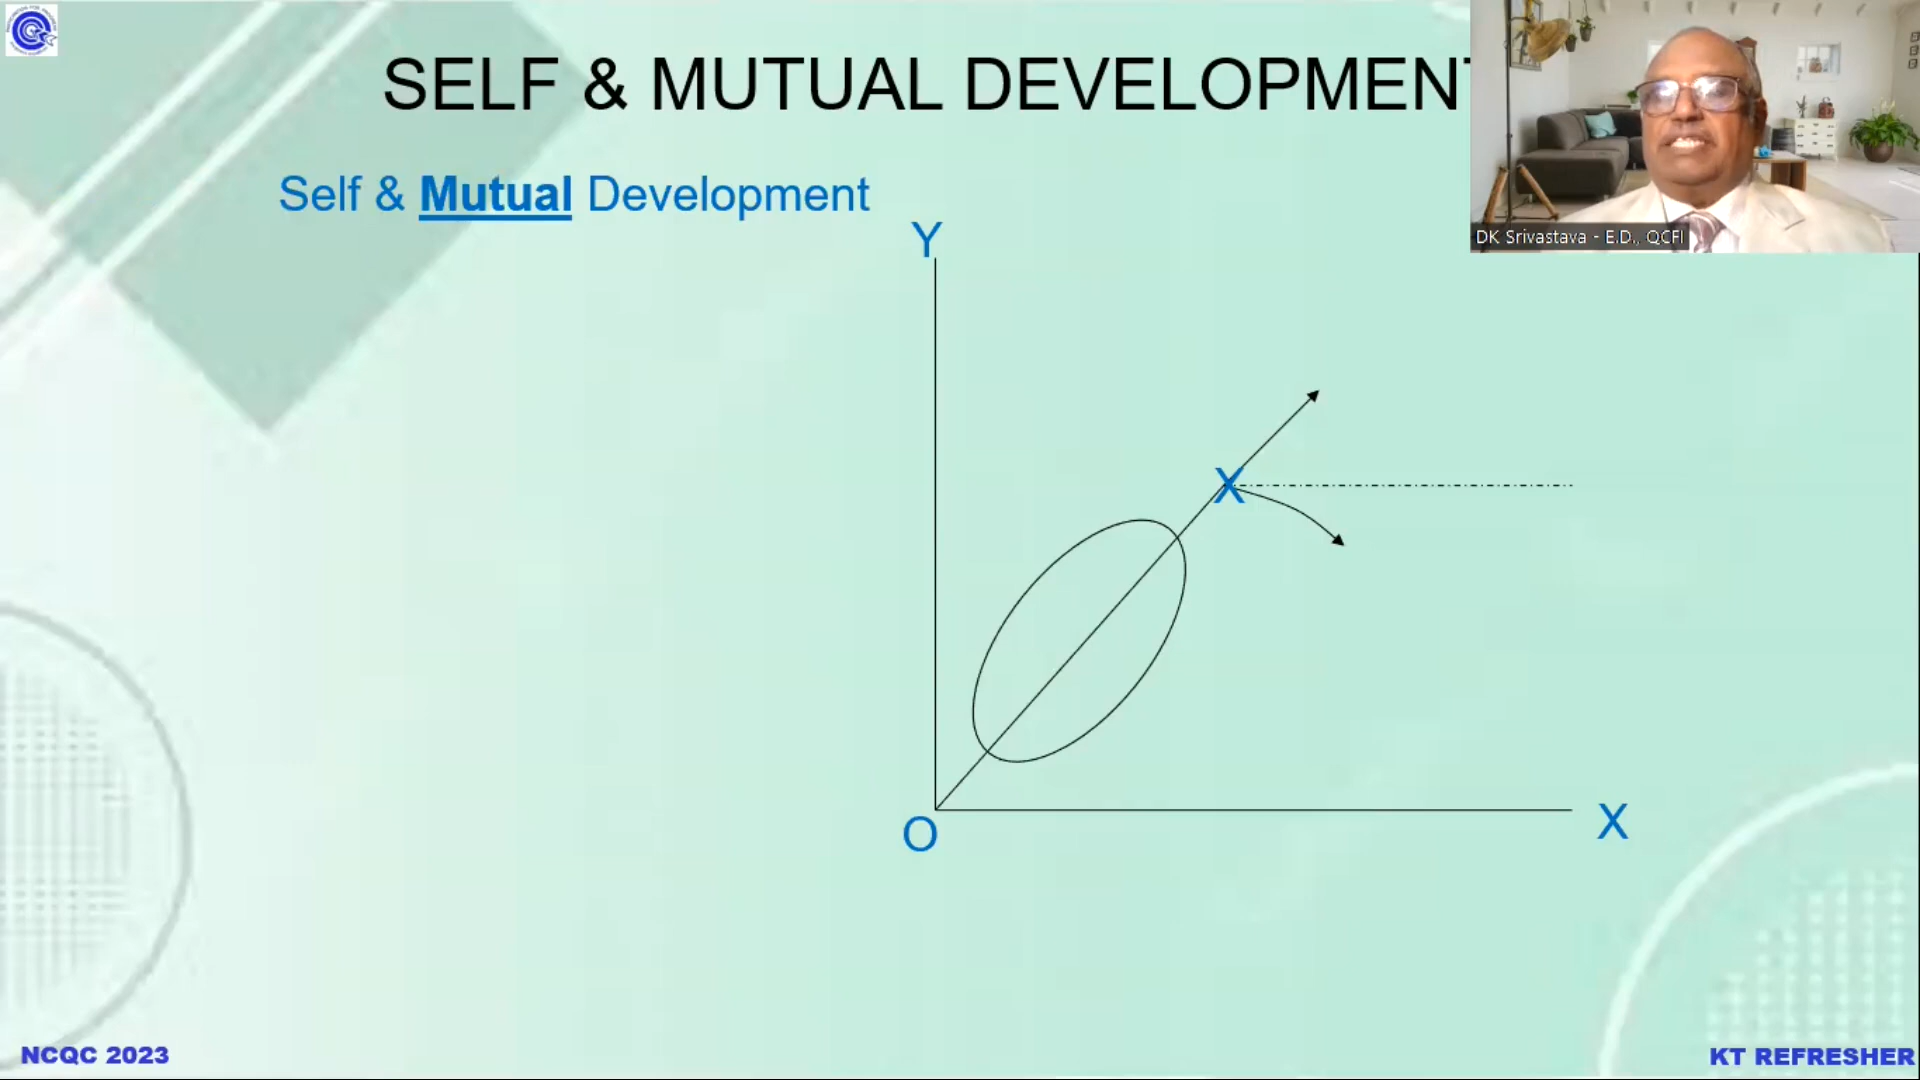 SELF & MUTUAL DEVELOPMENT
Self & Mutual Development
DK Srivastava - E.D., QCFI
Y
X
O
X
NCQC 2023
KT REFRESHER